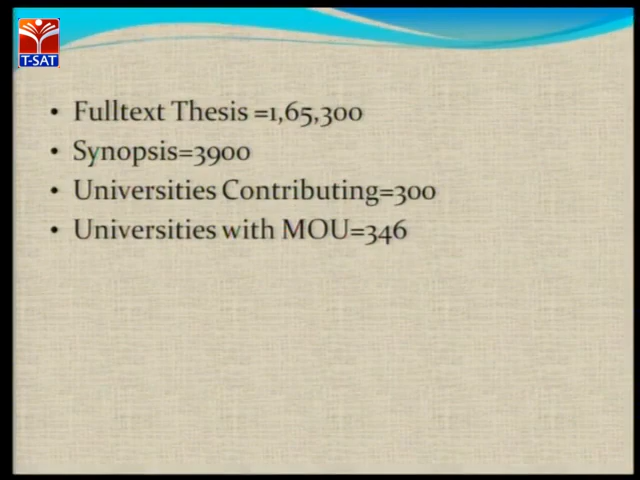 T-SAT
• Fulltext Thesis =1,65,300
• Synopsis=3900
• Universities Contributing=300
• Universities with MOU=346